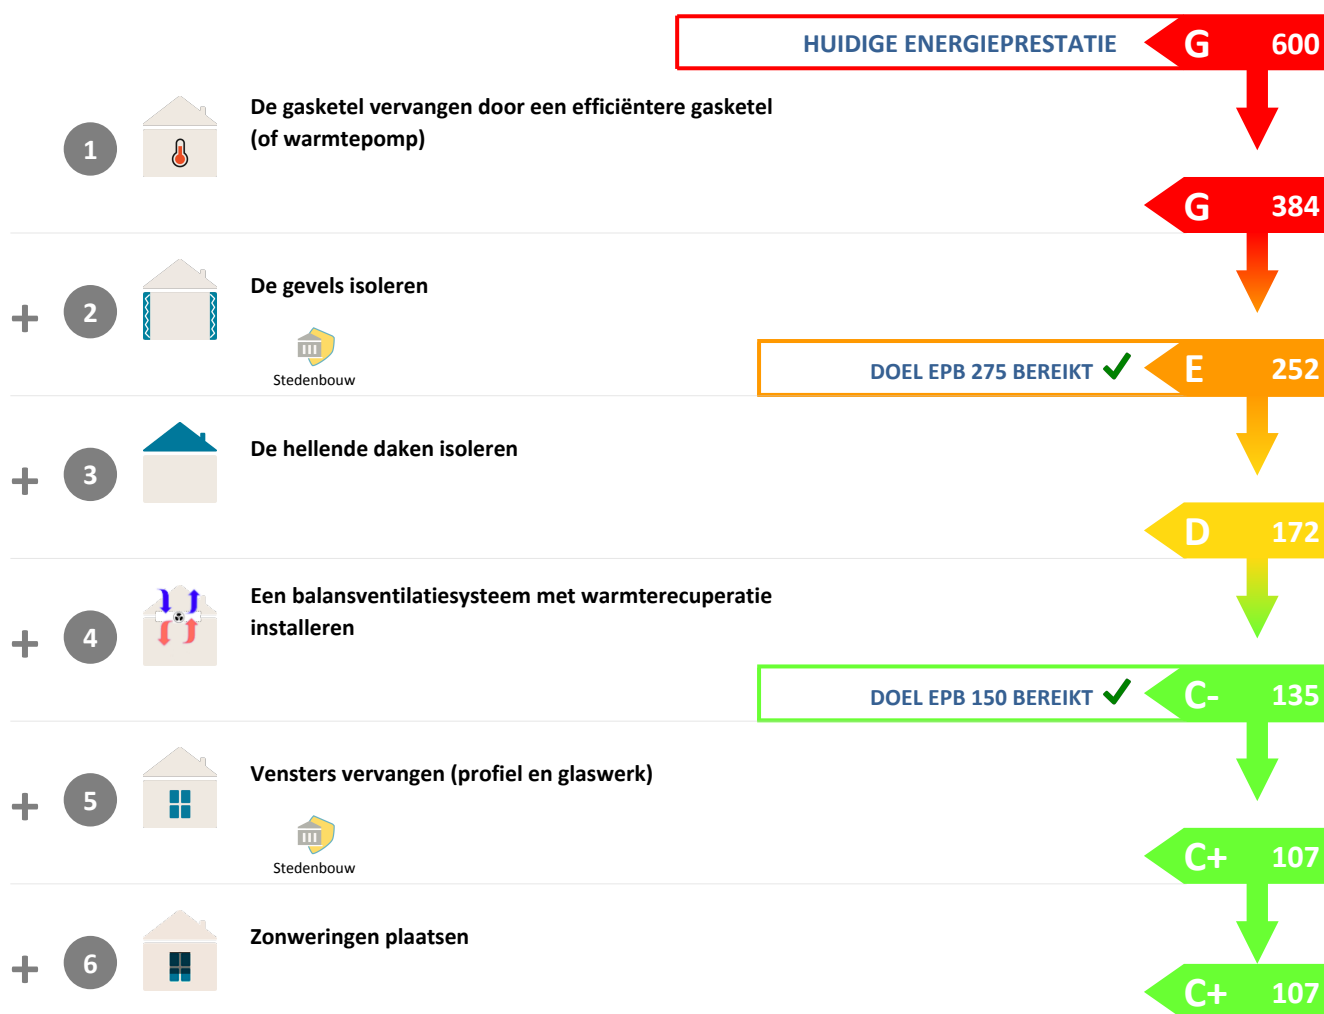 HUIDIGE ENERGIEPRESTATIE G 600
1 De gasketel vervangen door een efficiëntere gasketel
(of warmtepomp)
G 384
+ 2 De gevels isoleren
Stedenbouw
DOEL EPB 275 BEREIKT ✓ E 252
+ 3 De hellende daken isoleren
D 172
+ 4 Een balansventilatiesysteem met warmterecuperatie
installeren
DOEL EPB 150 BEREIKT ✓ C- 135
+ 5 Vensters vervangen (profiel en glaswerk)
Stedenbouw
C+ 107
+ 6 Zonweringen plaatsen
C+ 107